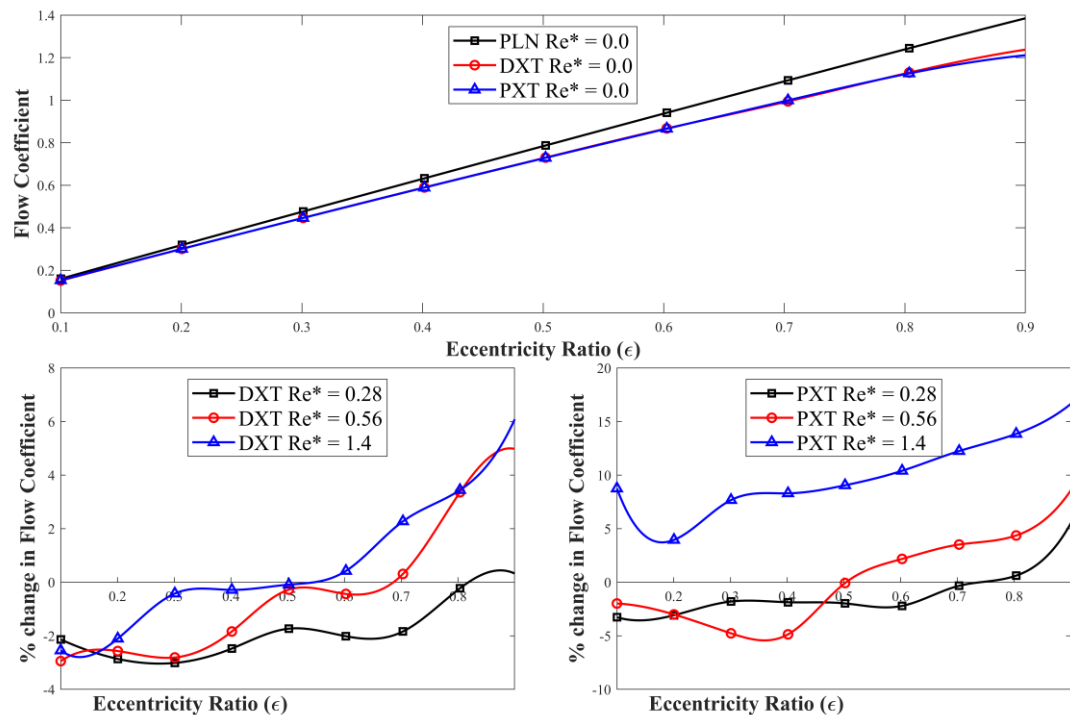 1.4
1.2
1
0.8
0.6
0.4
0.2
0
Flow Coefficient
PLN Re* = 0.0
DXT Re* = 0.0
PXT Re* = 0.0
0.1 0.2 0.3 0.4 0.5 0.6 0.7 0.8 0.9
Eccentricity Ratio (ϵ)
8
6
4
2
0
-2
-4
% change in Flow Coefficient
DXT Re* = 0.28
DXT Re* = 0.56
DXT Re* = 1.4
0.2 0.3 0.4 0.5 0.6 0.7 0.8
Eccentricity Ratio (ϵ)
20
15
10
5
0
-5
-10
% change in Flow Coefficient
PXT Re* = 0.28
PXT Re* = 0.56
PXT Re* = 1.4
0.2 0.3 0.4 0.5 0.6 0.7 0.8
Eccentricity Ratio (ϵ)